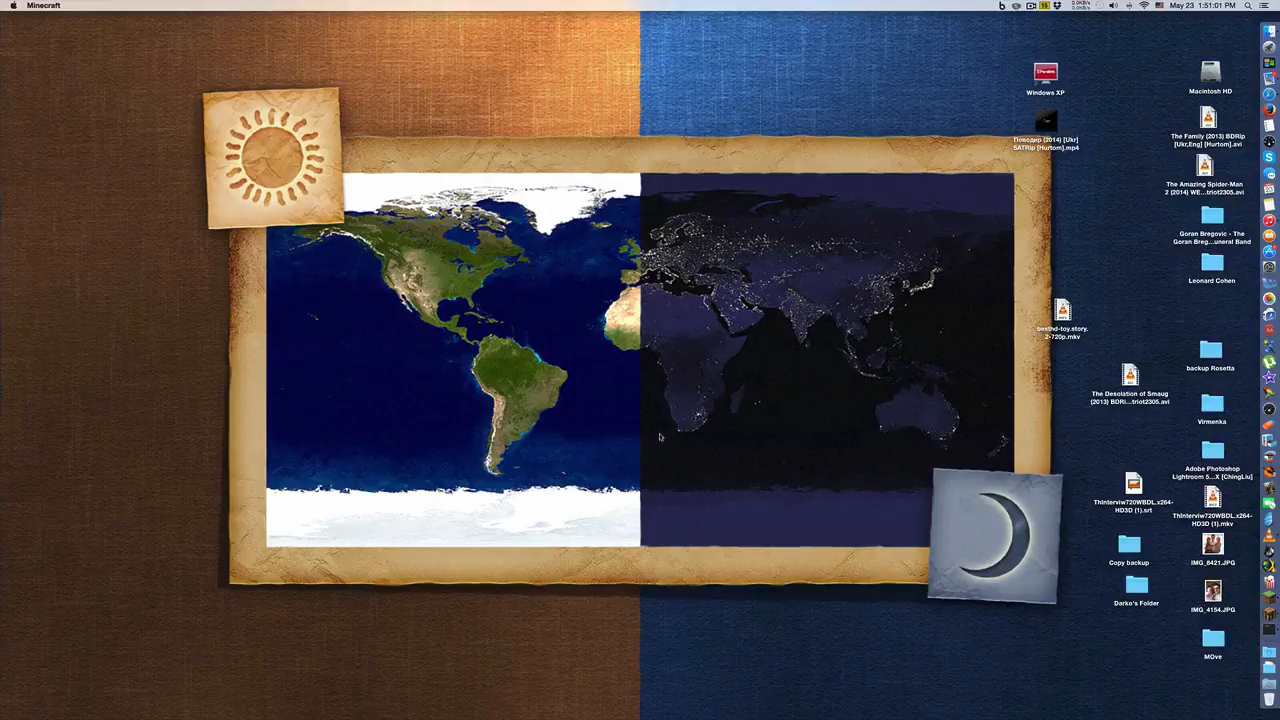 Minecraft
0.0KB/s
0.0KB/s
May 23 1:51:01 PM
Windows XP
Macintosh HD
Поводир (2014) [Ukr]
SATRip [Hurtom].mp4
The Family (2013) BDRip
[Ukr,Eng] [Hurtom].avi
The Amazing Spider-Man
2 (2014) WE...triot2305.avi
Goran Bregovic - The
Goran Breg...uneral Band
Leonard Cohen
besthd-toy.story.
2-720p.mkv
backup Rosetta
The Desolation of Smaug
(2013) BDRi...triot2305.avi
Virmenka
Adobe Photoshop
Lightroom 5...X [ChingLiu]
ThInterviw720WBDL.x264-
HD3D (1).srt
ThInterviw720WBDL.x264-
HD3D (1).mkv
Copy backup
IMG_8421.JPG
Darko's Folder
IMG_4154.JPG
MOve